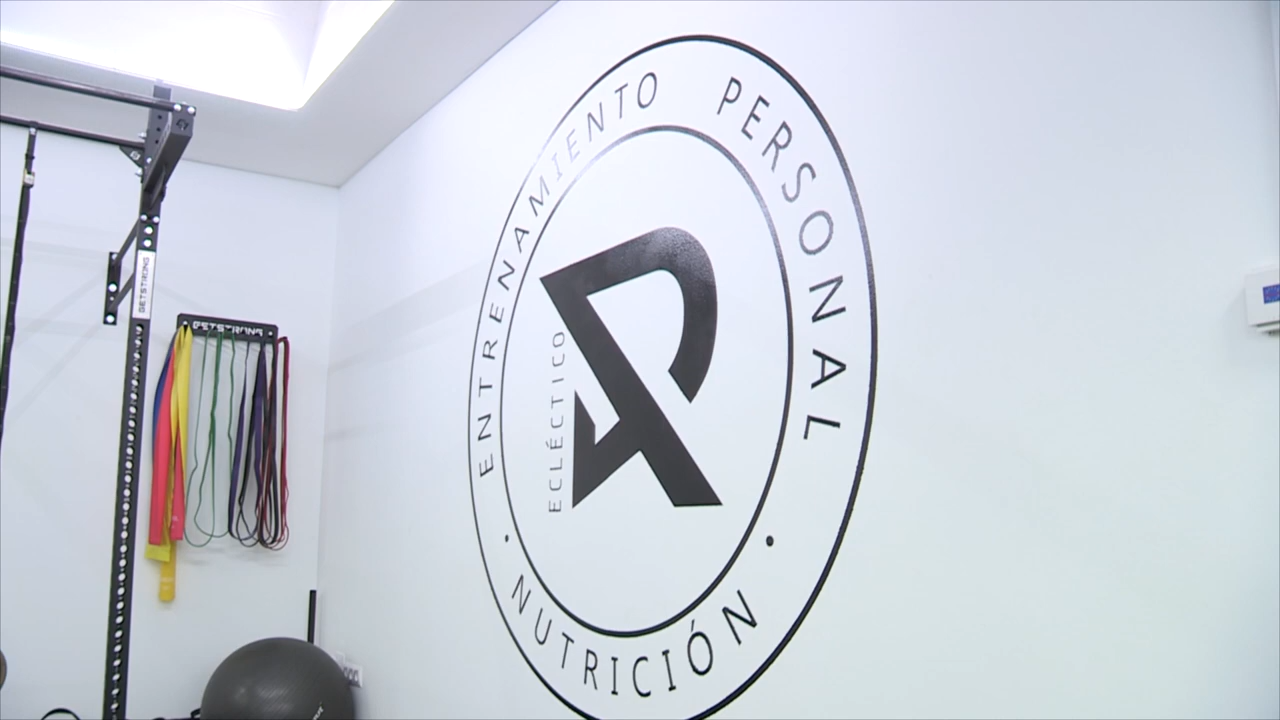 ENTRENAMIENTO PERSONAL
ECLÉCTICO
· NUTRICIÓN ·
GETSTRONG
GETSTRONG